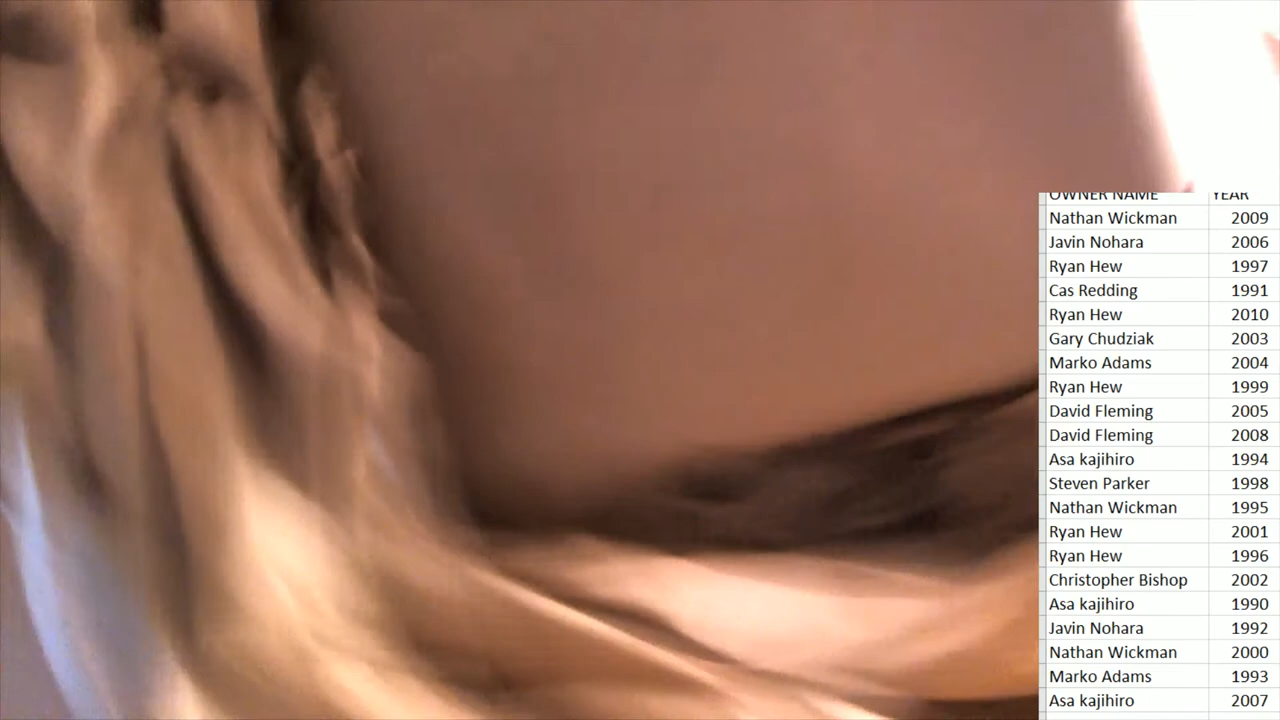 OWNER NAME YEAR
Nathan Wickman 2009
Javin Nohara 2006
Ryan Hew 1997
Cas Redding 1991
Ryan Hew 2010
Gary Chudziak 2003
Marko Adams 2004
Ryan Hew 1999
David Fleming 2005
David Fleming 2008
Asa kajihiro 1994
Steven Parker 1998
Nathan Wickman 1995
Ryan Hew 2001
Ryan Hew 1996
Christopher Bishop 2002
Asa kajihiro 1990
Javin Nohara 1992
Nathan Wickman 2000
Marko Adams 1993
Asa kajihiro 2007